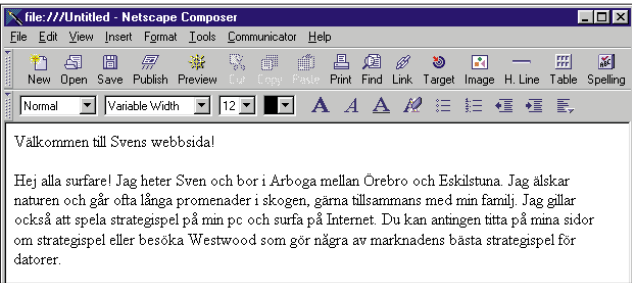 file:///Untitled - Netscape Composer
File Edit View Insert Format Tools Communicator Help
New Open Save Publish Preview Cut Copy Paste Print Find Link Target Image H. Line Table Spelling
Normal Variable Width 12 A A A
Välkommen till Svens webbsida!
Hej alla surfare! Jag heter Sven och bor i Arboga mellan Örebro och Eskilstuna. Jag älskar
naturen och går ofta långa promenader i skogen, gärna tillsammans med min familj. Jag gillar
också att spela strategispel på min pc och surfa på Internet. Du kan antingen titta på mina sidor
om strategispel eller besöka Westwood som gör några av marknadens bästa strategispel för
datorer.